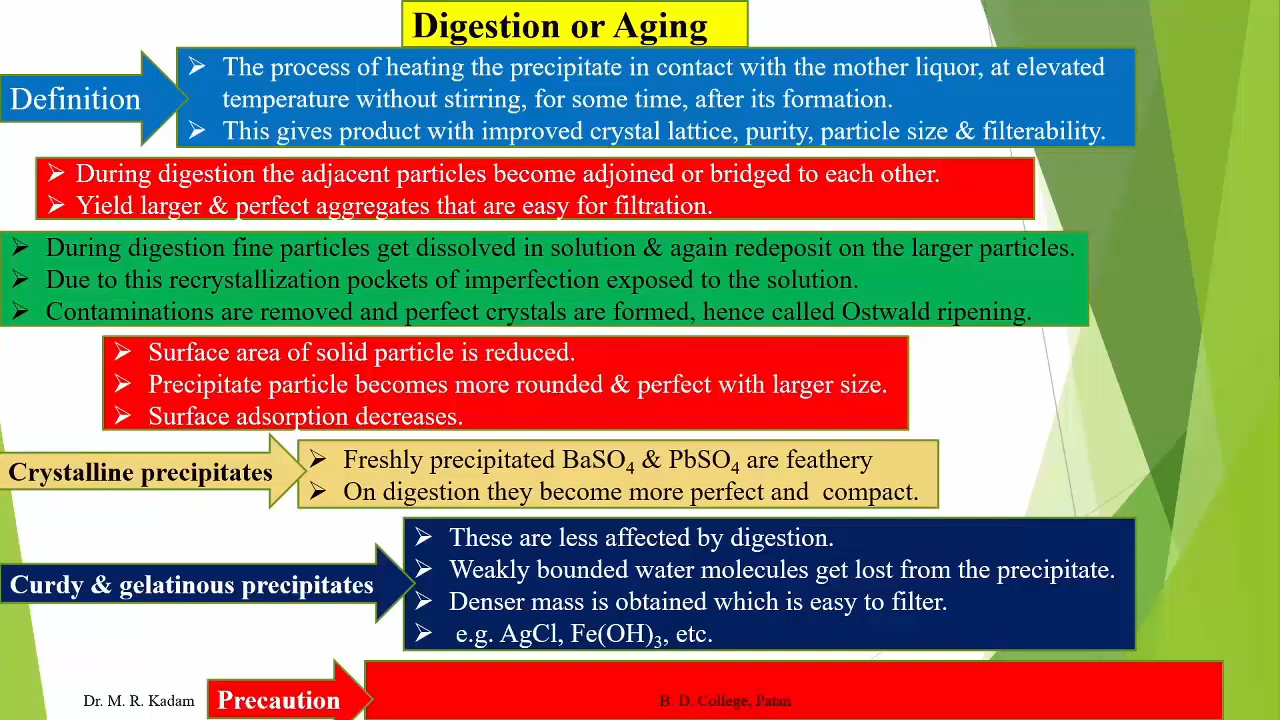 Digestion or Aging
Definition
➢ The process of heating the precipitate in contact with the mother liquor, at elevated
temperature without stirring, for some time, after its formation.
➢ This gives product with improved crystal lattice, purity, particle size & filterability.
➢ During digestion the adjacent particles become adjoined or bridged to each other.
➢ Yield larger & perfect aggregates that are easy for filtration.
➢ During digestion fine particles get dissolved in solution & again redeposit on the larger particles.
➢ Due to this recrystallization pockets of imperfection exposed to the solution.
➢ Contaminations are removed and perfect crystals are formed, hence called Ostwald ripening.
➢ Surface area of solid particle is reduced.
➢ Precipitate particle becomes more rounded & perfect with larger size.
➢ Surface adsorption decreases.
Crystalline precipitates
➢ Freshly precipitated BaSO₄ & PbSO₄ are feathery
➢ On digestion they become more perfect and compact.
Curdy & gelatinous precipitates
➢ These are less affected by digestion.
➢ Weakly bounded water molecules get lost from the precipitate.
➢ Denser mass is obtained which is easy to filter.
➢ e.g. AgCl, Fe(OH)₃, etc.
Dr. M. R. Kadam
Precaution
B. D. College, Patan